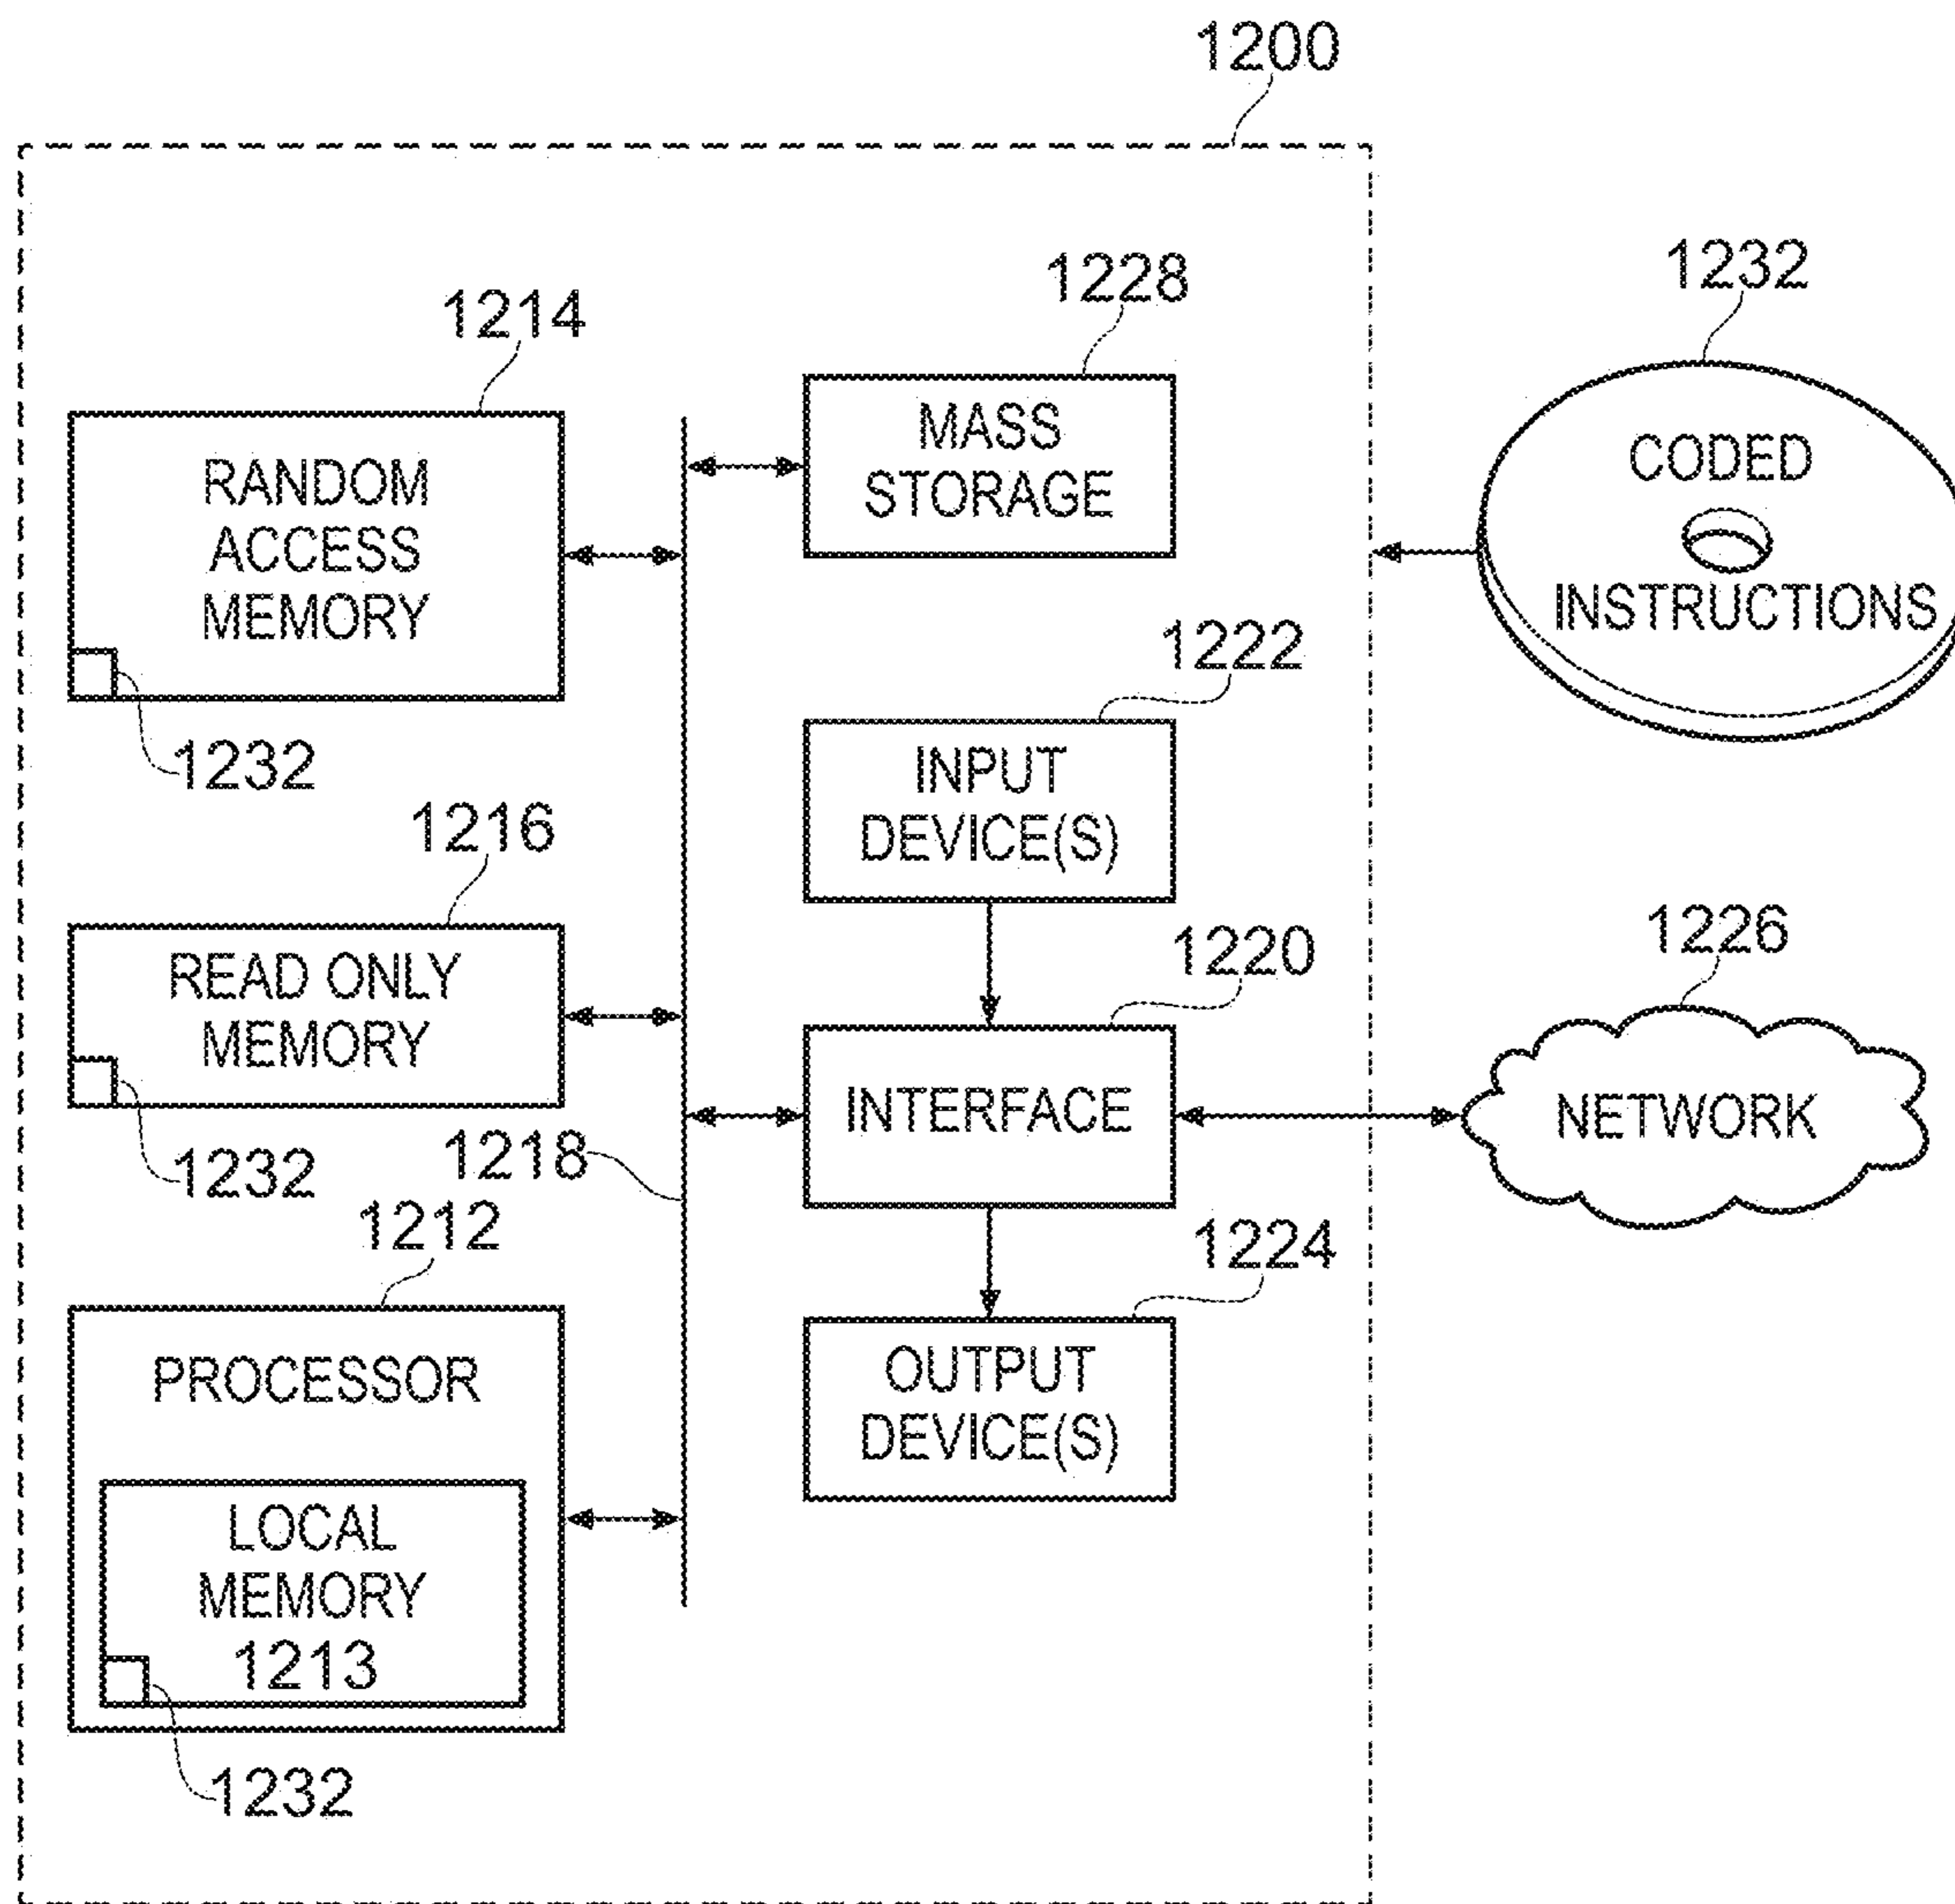 1200
1214
RANDOM
ACCESS
MEMORY
1232
1228
MASS
STORAGE
1232
CODED
INSTRUCTIONS
1222
INPUT
DEVICE(S)
1216
READ ONLY
MEMORY
1232
1218
1220
INTERFACE
1226
NETWORK
1212
PROCESSOR
LOCAL
MEMORY
1213
1232
1224
OUTPUT
DEVICE(S)